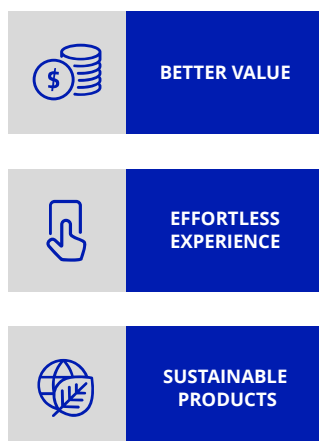 $
BETTER VALUE
EFFORTLESS
EXPERIENCE
SUSTAINABLE
PRODUCTS